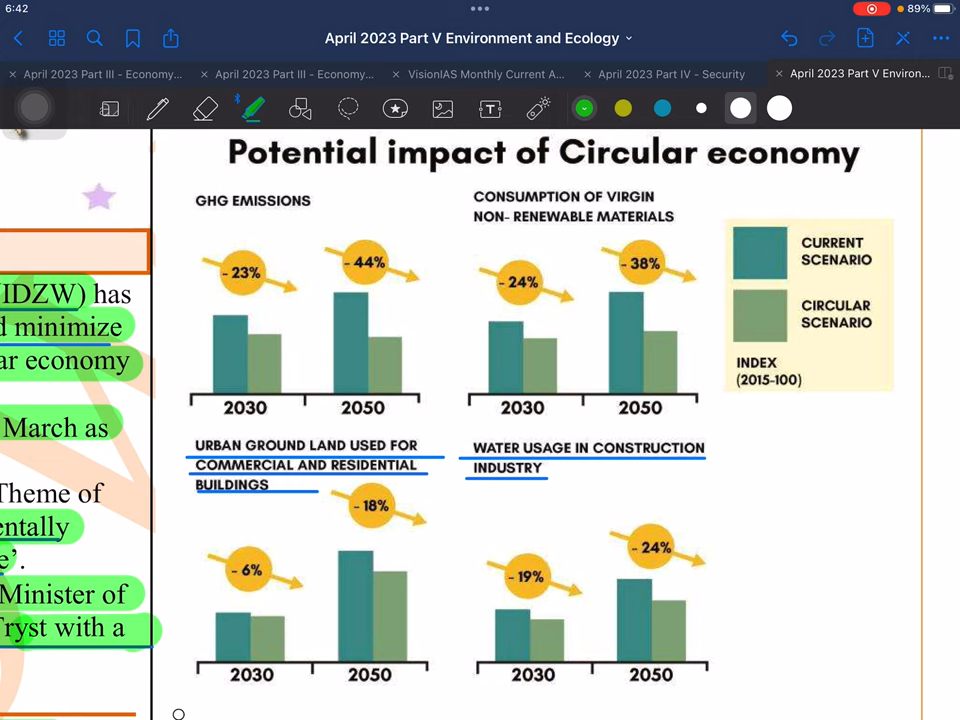 6:42
89%
April 2023 Part V Environment and Ecology
× April 2023 Part III - Economy...
× April 2023 Part III - Economy...
× VisionIAS Monthly Current A...
× April 2023 Part IV - Security
× April 2023 Part V Environ...
Potential impact of Circular economy
IDZW) has
d minimize
ar economy
March as
Theme of
entally
e’.
Minister of
Tryst with a
GHG EMISSIONS
- 23%
- 44%
2030
2050
CONSUMPTION OF VIRGIN
NON- RENEWABLE MATERIALS
- 24%
- 38%
2030
2050
CURRENT
SCENARIO
CIRCULAR
SCENARIO
INDEX
(2015-100)
URBAN GROUND LAND USED FOR
COMMERCIAL AND RESIDENTIAL
BUILDINGS
- 6%
- 18%
2030
2050
WATER USAGE IN CONSTRUCTION
INDUSTRY
- 19%
- 24%
2030
2050